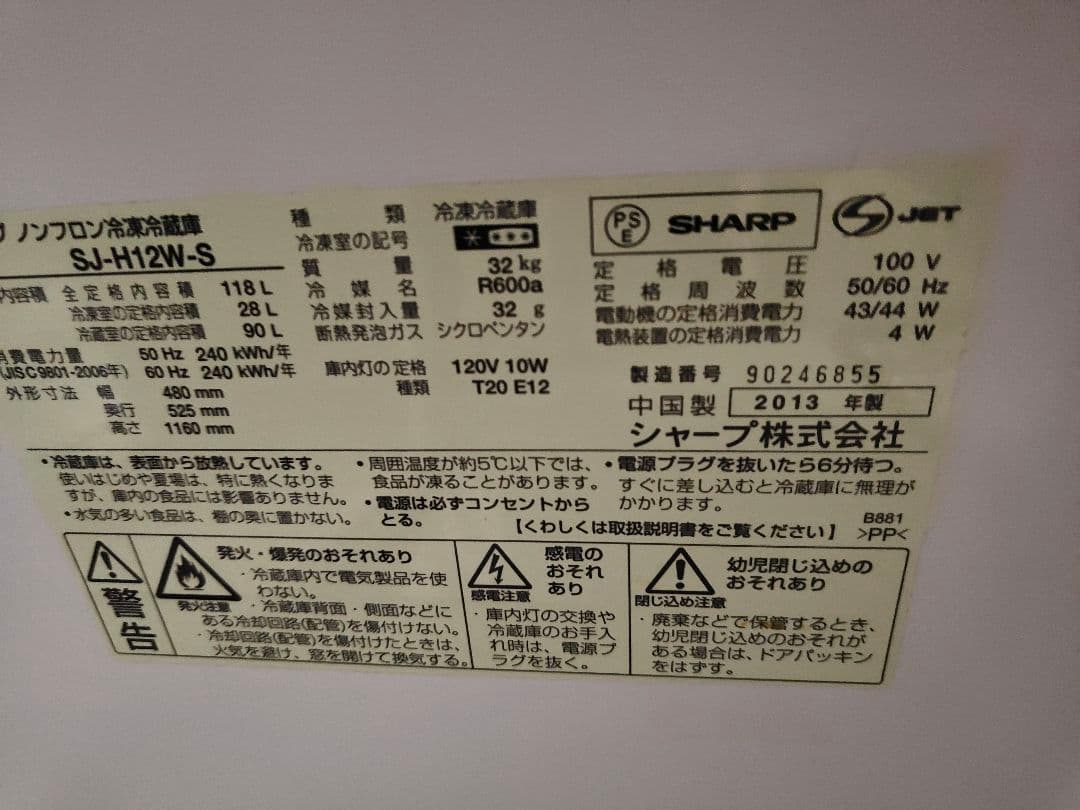 ノンフロン冷凍冷蔵庫
SJ-H12W-S
内容積 全定格内容積 118 L
冷凍室の定格内容積 28 L
冷蔵室の定格内容積 90 L
消費電力量 50 Hz 240 kWh/年
(JISC9801-2006年) 60 Hz 240 kWh/年
外形寸法 幅 480 mm
奥行 525 mm
高さ 1160 mm
種類 冷凍冷蔵庫
冷凍室の記号
質量 32 kg
冷媒名 R600a
冷媒封入量 32 g
断熱発泡ガス シクロペンタン
庫内灯の定格 120V 10W
種類 T20 E12
PSE SHARP JET
定格電圧 100 V
定格周波数 50/60 Hz
電動機の定格消費電力 43/44 W
電熱装置の定格消費電力 4 W
製造番号 90246855
中国製 2013 年製
シャープ株式会社
・冷蔵庫は、表面から放熱しています。
使いはじめや夏場は、特に熱くなりま
すが、庫内の食品には影響ありません。
・水気の多い食品は、棚の奥に置かない。
・周囲温度が約5℃以下では、
食品が凍ることがあります。
・電源は必ずコンセントから
とる。
・電源プラグを抜いたら6分待つ。
すぐに差し込むと冷蔵庫に無理が
かかります。
【くわしくは取扱説明書をご覧ください】
B881
>PP<
警告
発火注意
発火・爆発のおそれあり
・冷蔵庫内で電気製品を使
わない。
・冷蔵庫背面・側面などに
ある冷却回路(配管)を傷付けない。
・冷却回路(配管)を傷付けたときは、
火気を避け、窓を開けて換気する。
感電注意
感電の
おそれ
あり
・庫内灯の交換や
冷蔵庫のお手入
れ時は、電源プ
ラグを抜く。
閉じ込め注意
幼児閉じ込めの
おそれあり
・廃棄などで保管するとき、
幼児閉じ込めのおそれが
ある場合は、ドアパッキン
をはずす。